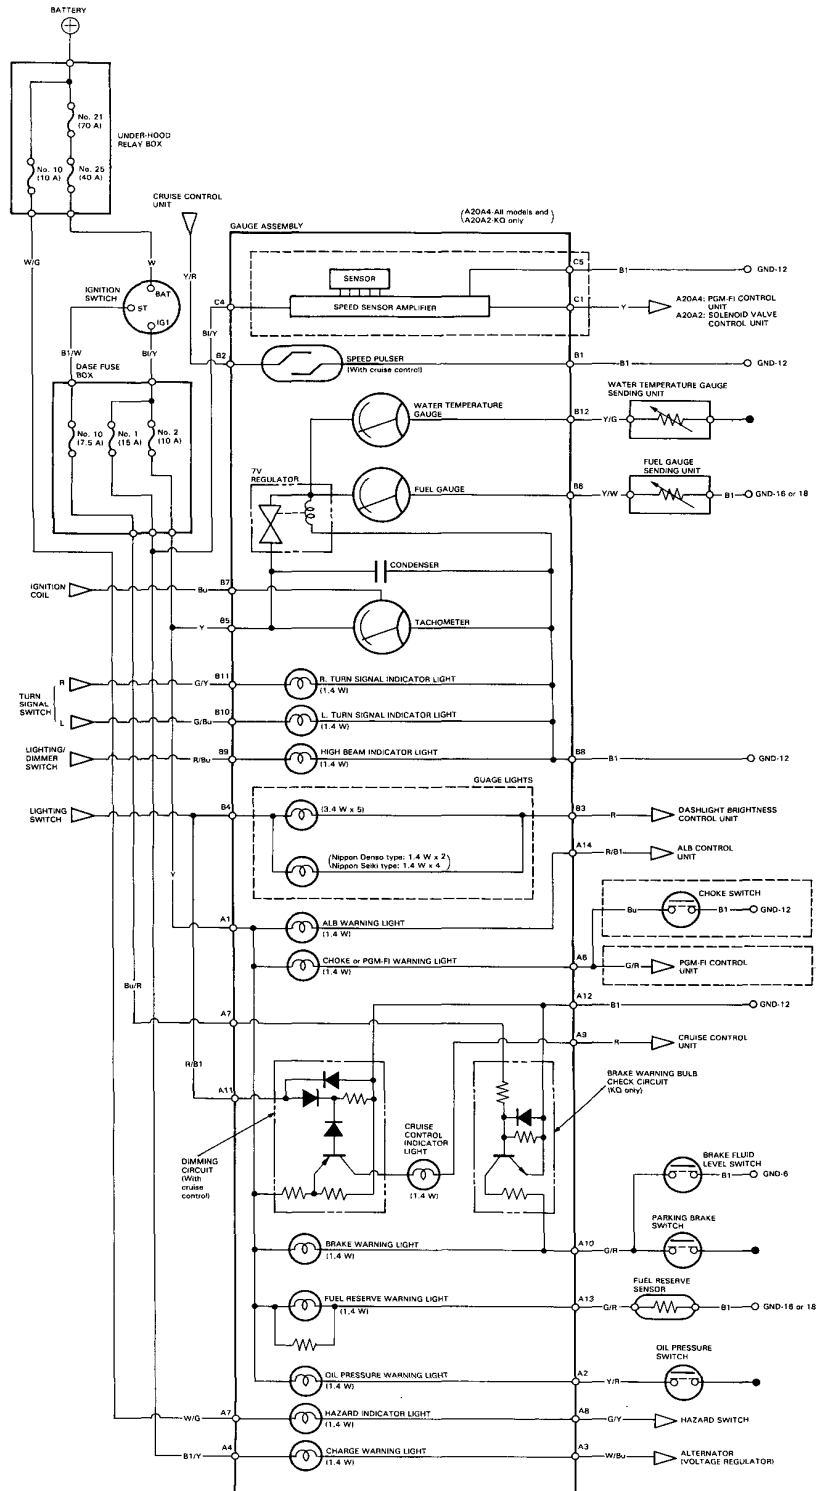 BATTERY
No. 21
(70 A)
UNDER-HOOD
RELAY BOX
No. 10
(10 A)
No. 25
(40 A)
CRUISE CONTROL
UNIT
(A20A4-All models and
A20A2-KQ only)
GAUGE ASSEMBLY
W/G
W
Y/R
C5
B1
GND-12
SENSOR
IGNITION
SWTICH
BAT
ST
IG1
C4
SPEED SENSOR AMPLIFIER
C1
Y
A20A4: PGM-FI CONTROL
UNIT
A20A2: SOLENOID VALVE
CONTROL UNIT
Bl/Y
B1/W
Bl/Y
B2
SPEED PULSER
(With cruise control)
B1
B1
GND-12
DASE FUSE
BOX
WATER TEMPERATURE GAUGE
SENDING UNIT
WATER TEMPERATURE
GAUGE
B12
Y/G
No. 10
(7.5 A)
No. 1
(15 A)
No. 2
(10 A)
7V
REGULATOR
FUEL GAUGE
SENDING UNIT
FUEL GAUGE
B6
Y/W
B1
GND-16 or 18
CONDENSER
IGNITION
COIL
Bu
B7
Y
B5
TACHOMETER
TURN
SIGNAL
SWITCH
R
G/Y
B11
R. TURN SIGNAL INDICATOR LIGHT
(1.4 W)
L
G/Bu
B10
L. TURN SIGNAL INDICATOR LIGHT
(1.4 W)
LIGHTING/
DIMMER
SWITCH
R/Bu
B9
HIGH BEAM INDICATOR LIGHT
(1.4 W)
B8
B1
GND-12
GUAGE LIGHTS
LIGHTING
SWITCH
B4
(3.4 W x 5)
B3
R
DASHLIGHT BRIGHTNESS
CONTROL UNIT
(Nippon Denso type: 1.4 W x 2)
(Nippon Seiki type: 1.4 W x 4)
A14
R/B1
ALB CONTROL
UNIT
Y
CHOKE SWITCH
Bu
B1
GND-12
A1
ALB WARNING LIGHT
(1.4 W)
CHOKE or PGM-FI WARNING LIGHT
(1.4 W)
A6
G/R
PGM-FI CONTROL
UNIT
Bu/R
A12
B1
GND-12
A7
A9
R
CRUISE CONTROL
UNIT
R/B1
A11
BRAKE WARNING BULB
CHECK CIRCUIT
(KQ only)
DIMMING
CIRCUIT
(With
cruise
control)
CRUISE
CONTROL
INDICATOR
LIGHT
(1.4 W)
BRAKE FLUID
LEVEL SWITCH
B1
GND-6
PARKING BRAKE
SWITCH
BRAKE WARNING LIGHT
(1.4 W)
A10
G/R
FUEL RESERVE
SENSOR
FUEL RESERVE WARNING LIGHT
(1.4 W)
A13
G/R
B1
GND-16 or 18
OIL PRESSURE
SWITCH
OIL PRESSURE WARNING LIGHT
(1.4 W)
A2
Y/R
W/G
A7
HAZARD INDICATOR LIGHT
(1.4 W)
A8
G/Y
HAZARD SWITCH
B1/Y
A4
CHARGE WARNING LIGHT
(1.4 W)
A3
W/Bu
ALTERNATOR
(VOLTAGE REGULATOR)